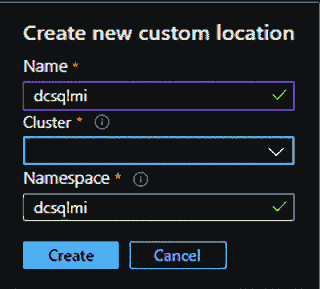 Create new custom location
Name *
dcsqlmi
Cluster *
Namespace *
dcsqlmi
Create
Cancel